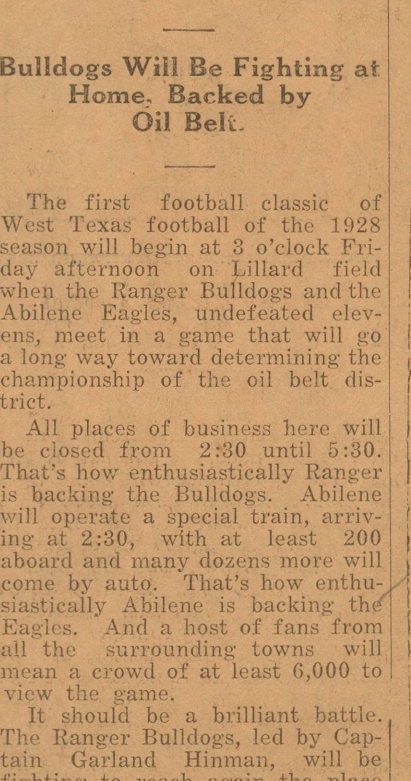 Bulldogs Will Be Fighting at
Home, Backed by
Oil Belt.
The first football classic of
West Texas football of the 1928
season will begin at 3 o'clock Fri-
day afternoon on Lillard field
when the Ranger Bulldogs and the
Abilene Eagles, undefeated elev-
ens, meet in a game that will go
a long way toward determining the
championship of the oil belt dis-
trict.
All places of business here will
be closed from 2:30 until 5:30.
That's how enthusiastically Ranger
is backing the Bulldogs. Abilene
will operate a special train, arriv-
ing at 2:30, with at least 200
aboard and many dozens more will
come by auto. That's how enthu-
siastically Abilene is backing the
Eagles. And a host of fans from
all the surrounding towns will
mean a crowd of at least 6,000 to
view the game.
It should be a brilliant battle.
The Ranger Bulldogs, led by Cap-
tain Garland Hinman, will be
fighting to reach again the place